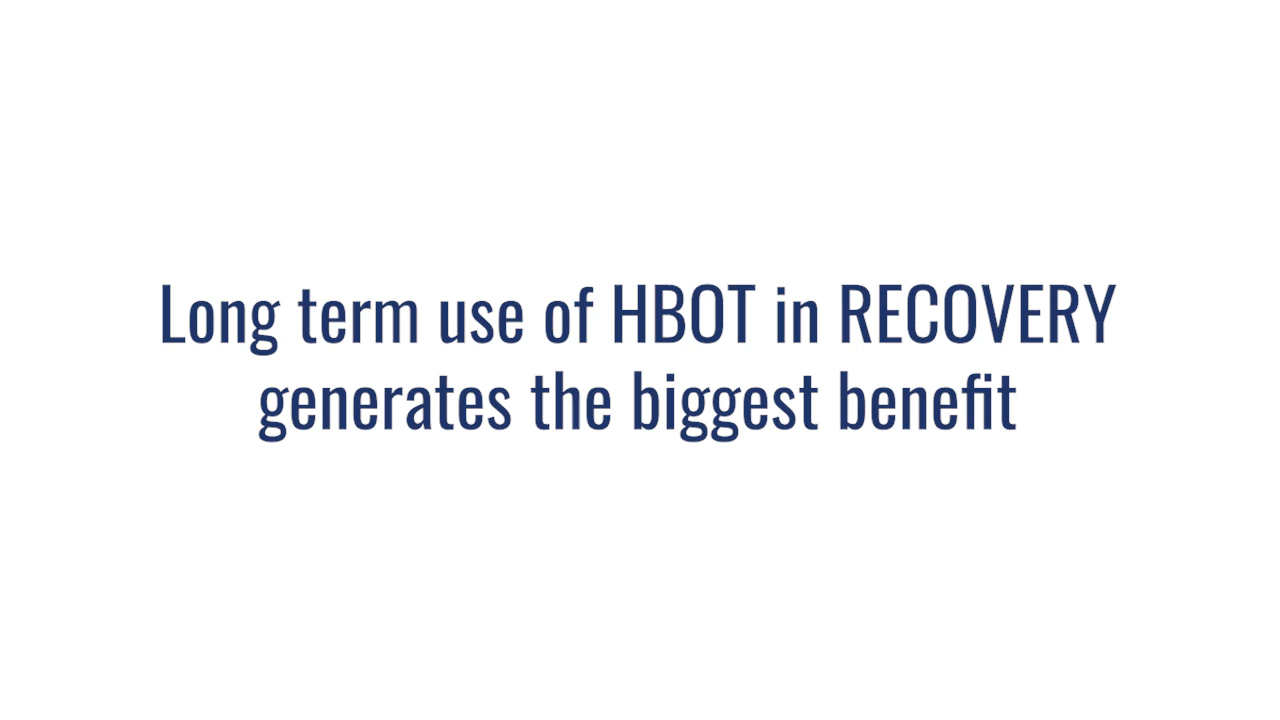 Long term use of HBOT in RECOVERY
generates the biggest benefit